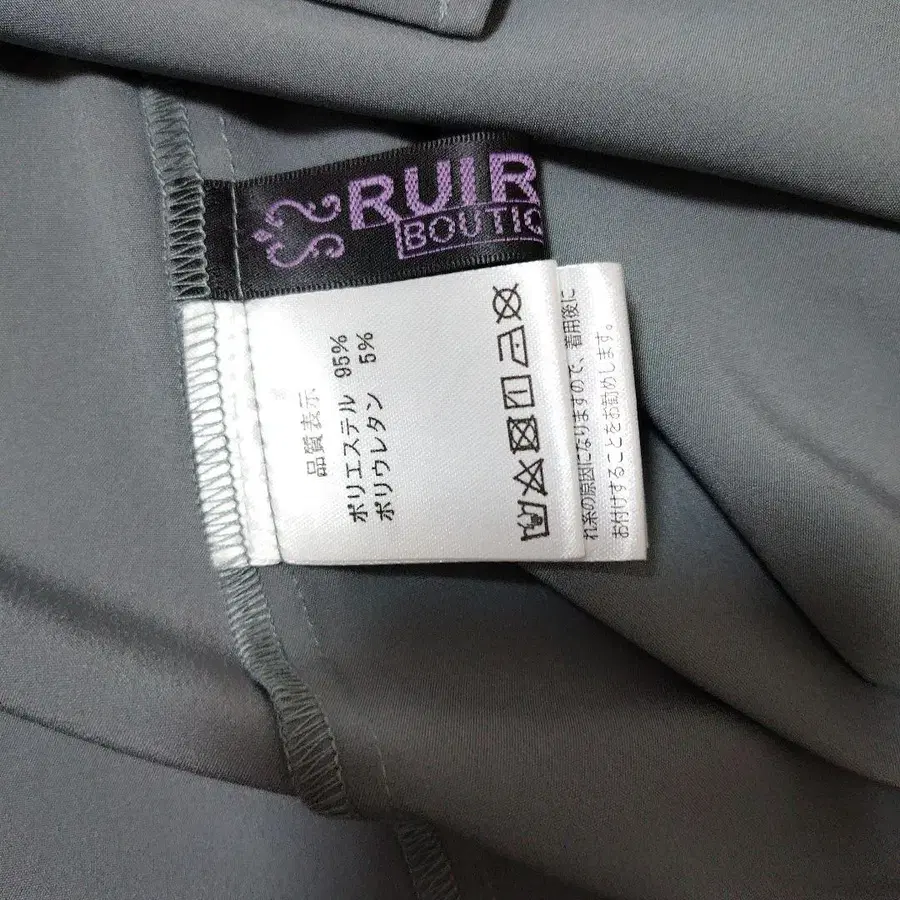 RUIR
BOUTIQ
品質表示
ポリエステル 95%
ポリウレタン 5%
れ糸の原因になりますので、着用後に
お付けすることをお勧めします。